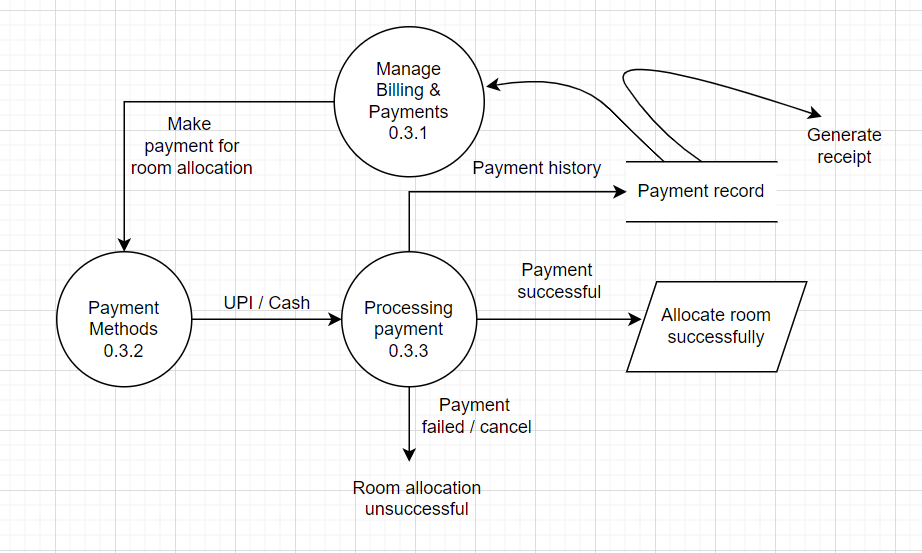 Manage
Billing &
Payments
0.3.1
Make
payment for
room allocation
Generate
receipt
Payment history
Payment record
Payment
Methods
0.3.2
UPI / Cash
Processing
payment
0.3.3
Payment
successful
Allocate room
successfully
Payment
failed / cancel
Room allocation
unsuccessful